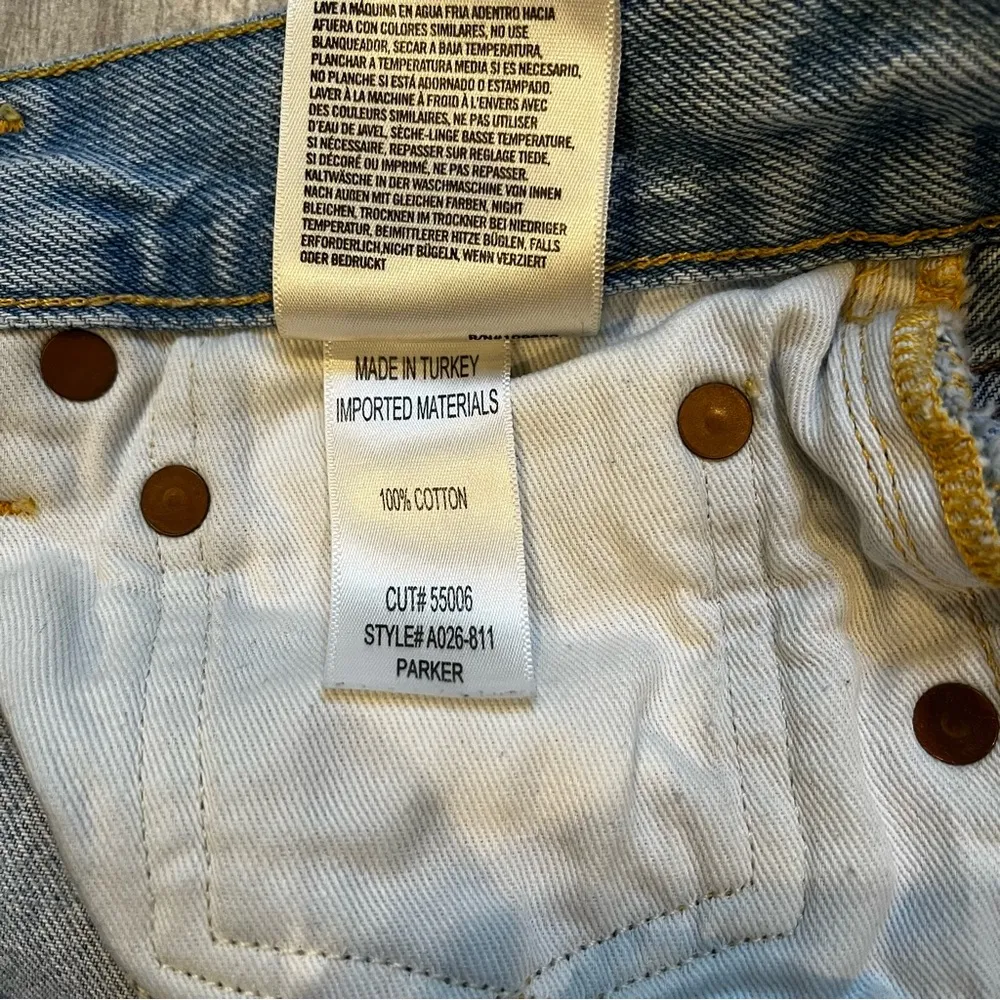 LAVE A MÁQUINA EN AGUA FRIA ADENTRO HACIA
AFUERA CON COLORES SIMILARES, NO USE
BLANQUEADOR, SECAR A BAJA TEMPERATURA,
PLANCHAR A TEMPERATURA MEDIA SI ES NECESARIO,
NO PLANCHE SI ESTÁ ADORNADO O ESTAMPADO.
LAVER À LA MACHINE À FROID À L'ENVERS AVEC
DES COULEURS SIMILAIRES, NE PAS UTILISER
D'EAU DE JAVEL, SÈCHE-LINGE BASSE TEMPERATURE,
SI NÉCESSAIRE, REPASSER SUR REGLAGE TIEDE,
SI DÉCORÉ OU IMPRIMÉ, NE PAS REPASSER.
KALTWÄSCHE IN DER WASCHMASCHINE VON INNEN
NACH AUßEN MIT GLEICHEN FARBEN, NIGHT
BLEICHEN, TROCKNEN IM TROCKNER BEI NIEDRIGER
TEMPERATUR, BEIMITTLERER HITZE BÜGLEN, FALLS
ERFORDERLICH,NICHT BÜGELN, WENN VERZIERT
ODER BEDRUCKT
MADE IN TURKEY
IMPORTED MATERIALS
100% COTTON
CUT# 55006
STYLE# A026-811
PARKER